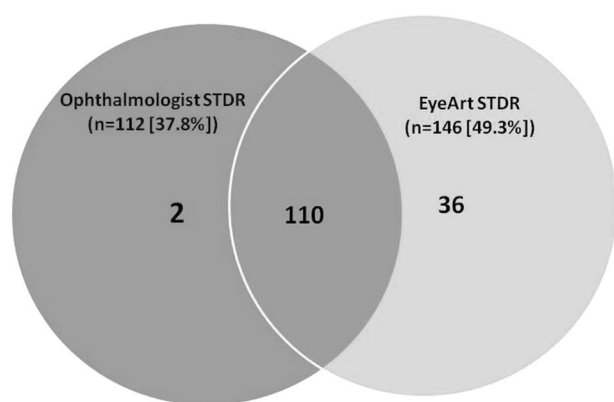 Ophthalmologist STDR
(n=112 [37.8%])
EyeArt STDR
(n=146 [49.3%])
2
110
36